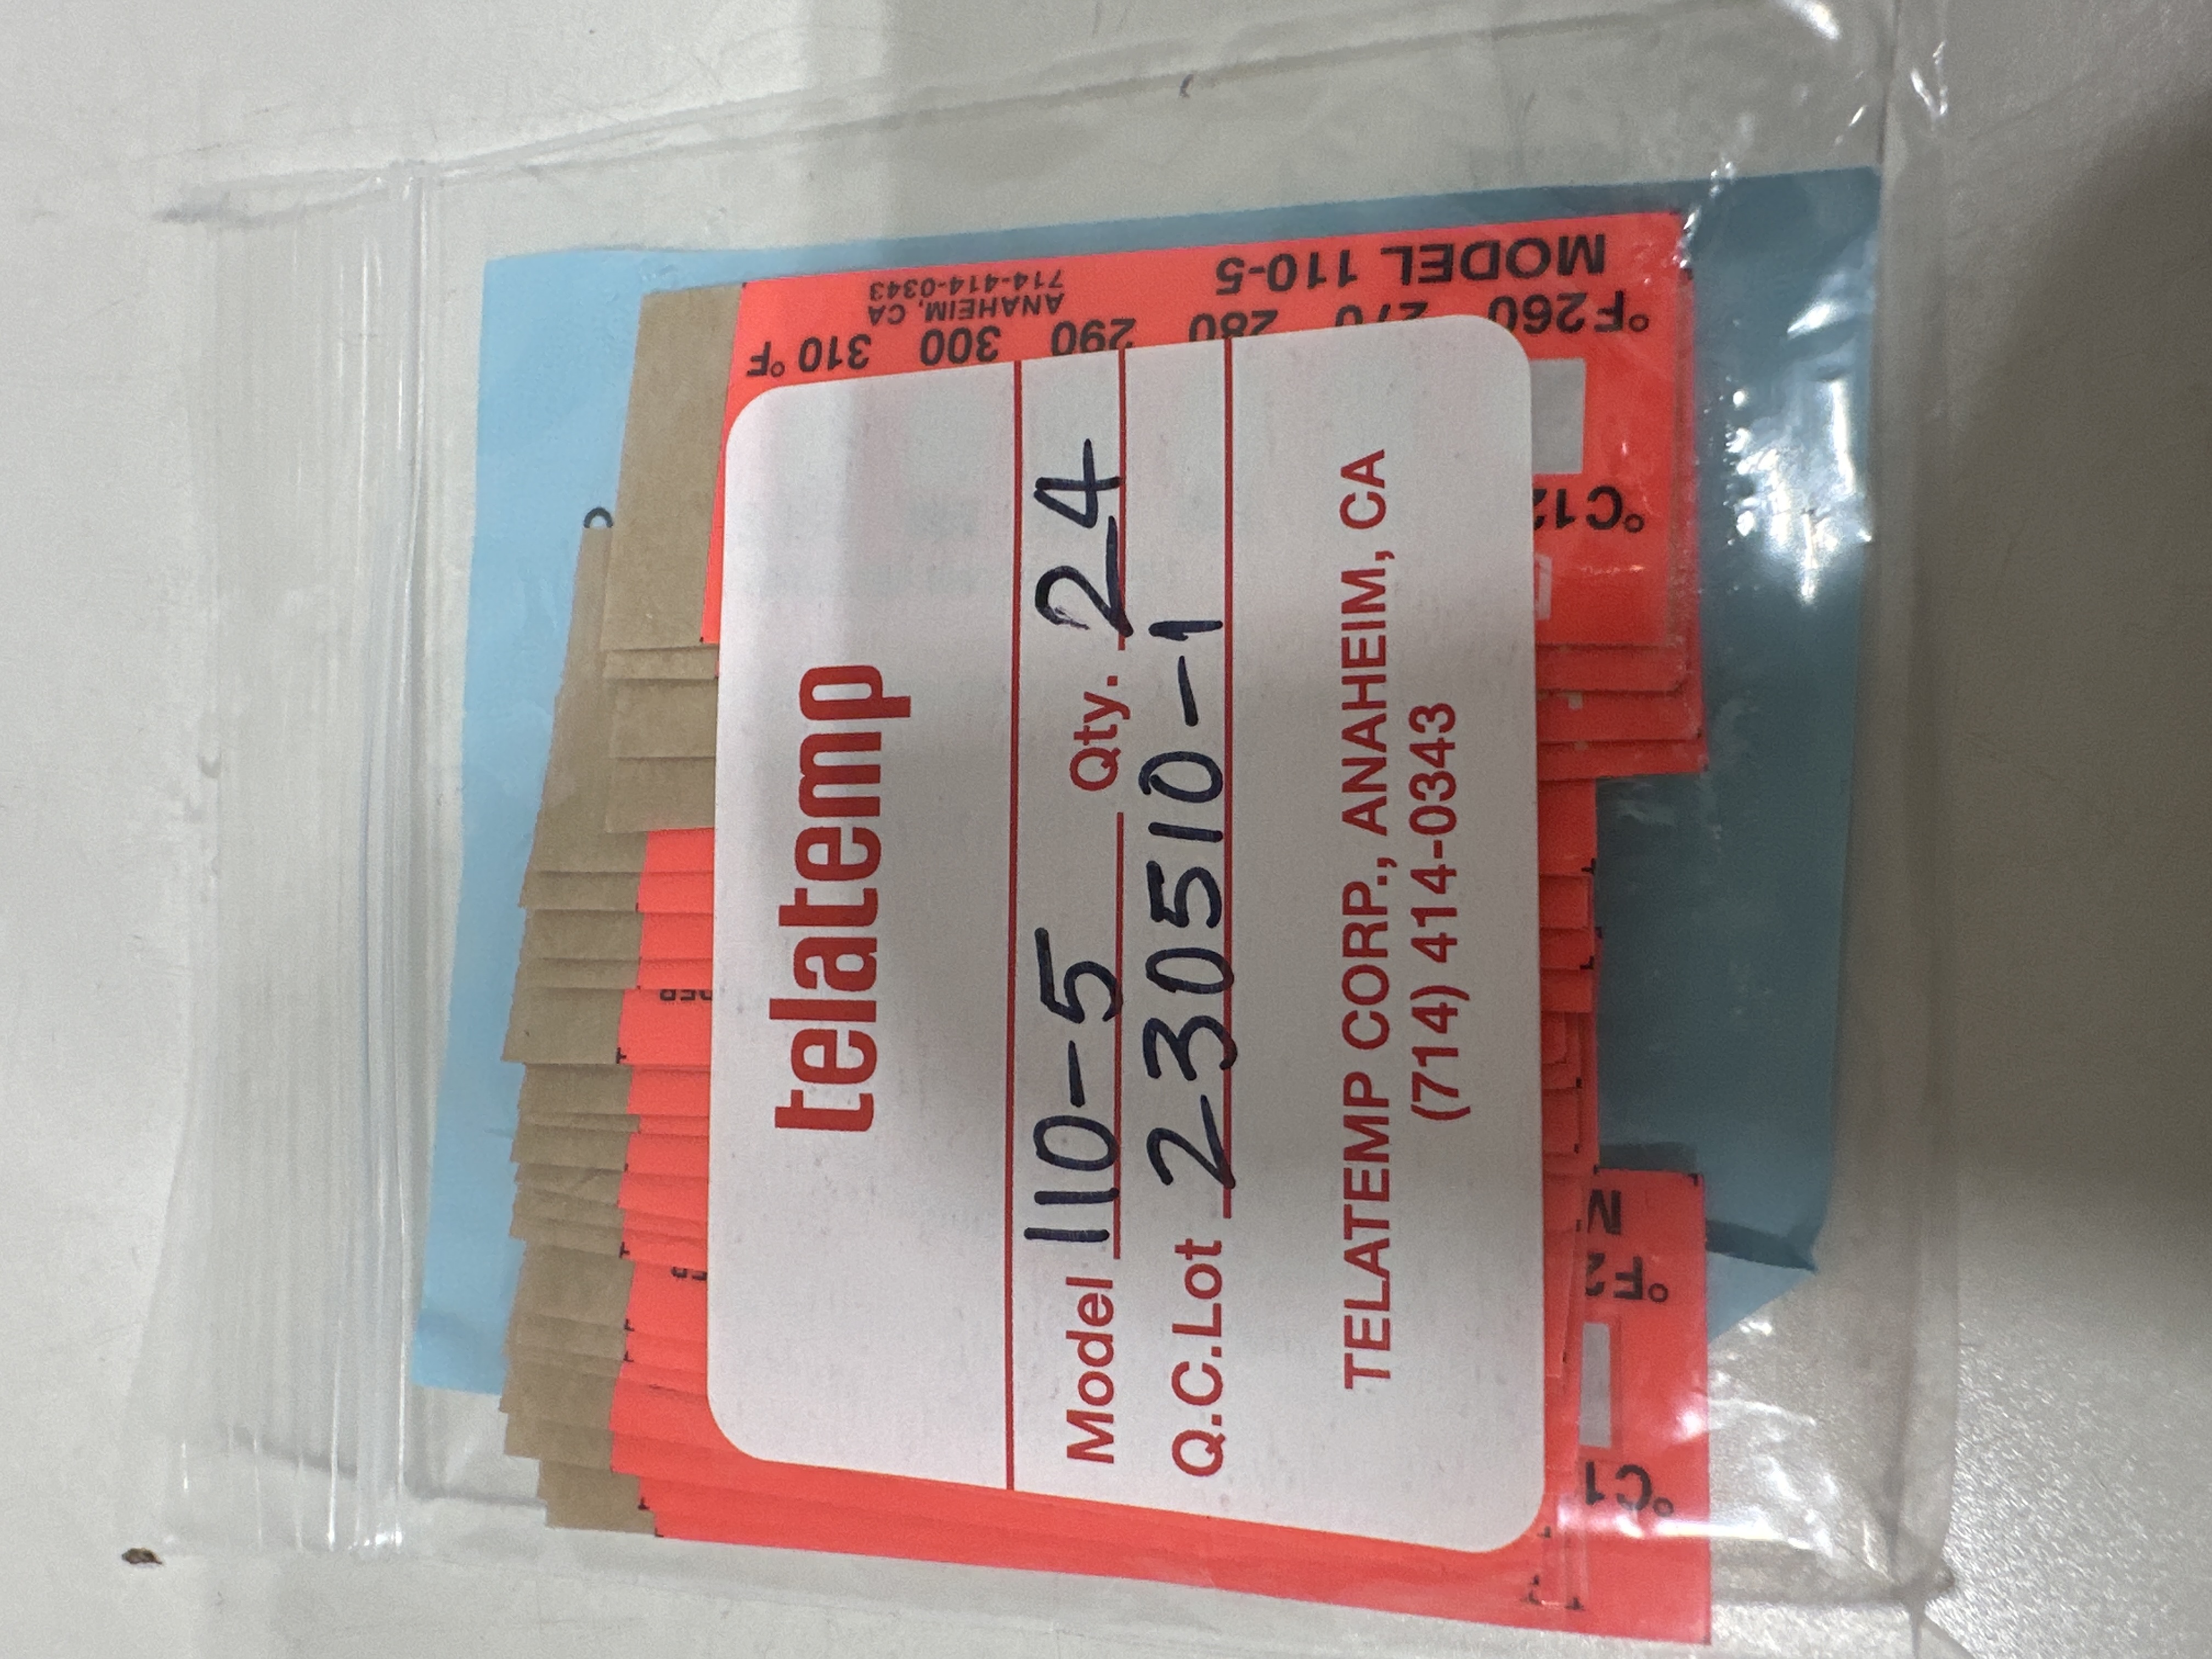 telatemp
Model 110-5 Qty. 24
Q.C.Lot 230510-1
TELATEMP CORP., ANAHEIM, CA
(714) 414-0343
MODEL 110-5
°F260 270 280 290 300 310 °F
ANAHEIM, CA
714-414-0343